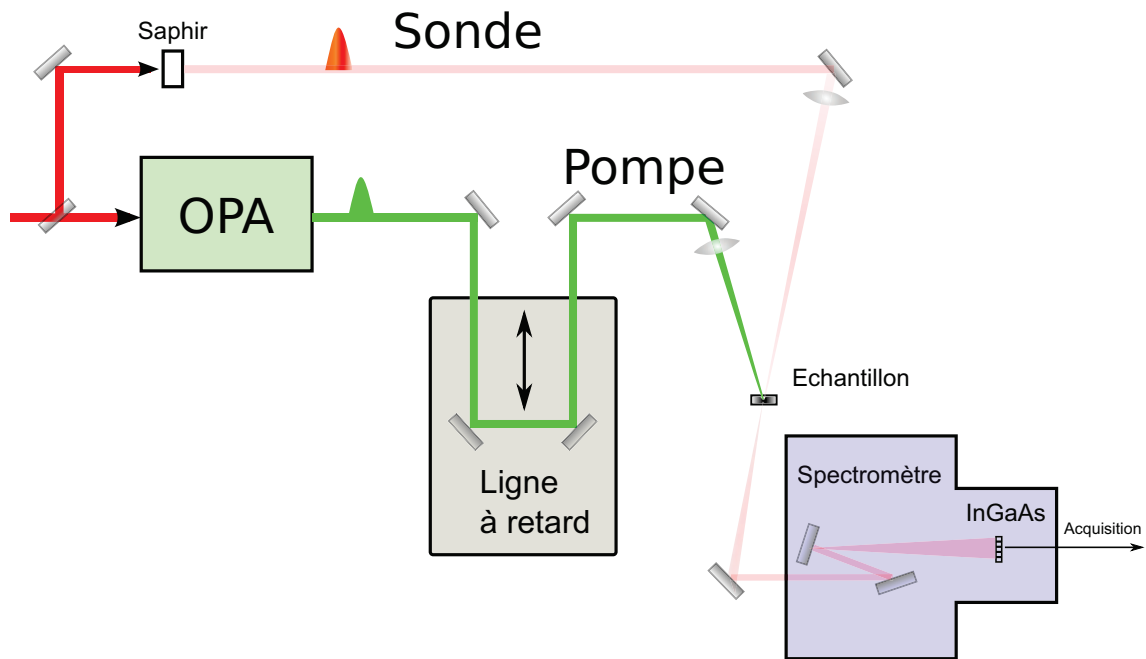 Saphir
Sonde
Pompe
OPA
Echantillon
Ligne
à retard
Spectromètre
InGaAs
Acquisition